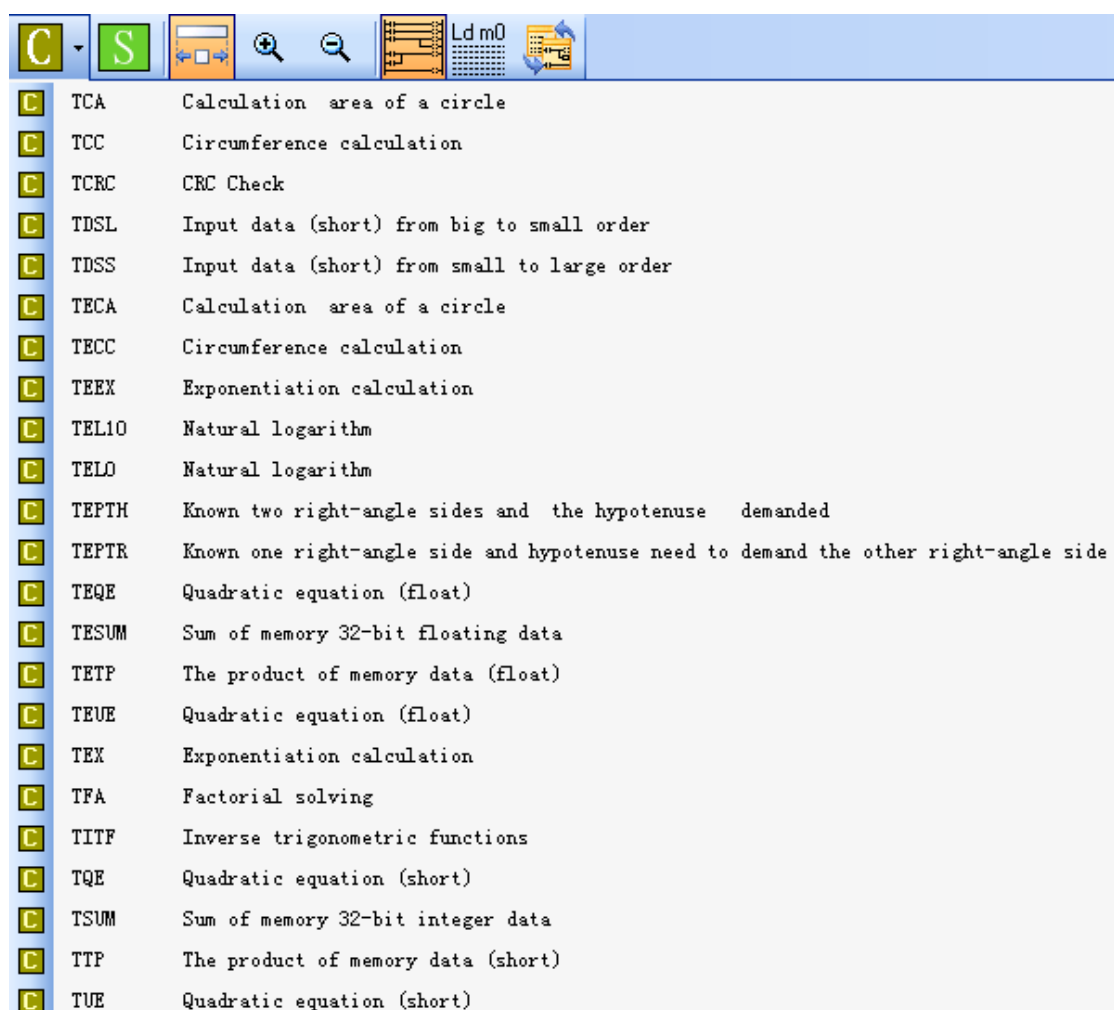 C S Ld m0
C TCA Calculation area of a circle
C TCC Circumference calculation
C TCRC CRC Check
C TDSL Input data (short) from big to small order
C TDSS Input data (short) from small to large order
C TECA Calculation area of a circle
C TECC Circumference calculation
C TEEX Exponentiation calculation
C TEL10 Natural logarithm
C TELO Natural logarithm
C TEPTH Known two right-angle sides and the hypotenuse demanded
C TEPTR Known one right-angle side and hypotenuse need to demand the other right-angle side
C TEQE Quadratic equation (float)
C TESUM Sum of memory 32-bit floating data
C TETP The product of memory data (float)
C TEUE Quadratic equation (float)
C TEX Exponentiation calculation
C TFA Factorial solving
C TITF Inverse trigonometric functions
C TQE Quadratic equation (short)
C TSUM Sum of memory 32-bit integer data
C TTP The product of memory data (short)
C TUE Quadratic equation (short)